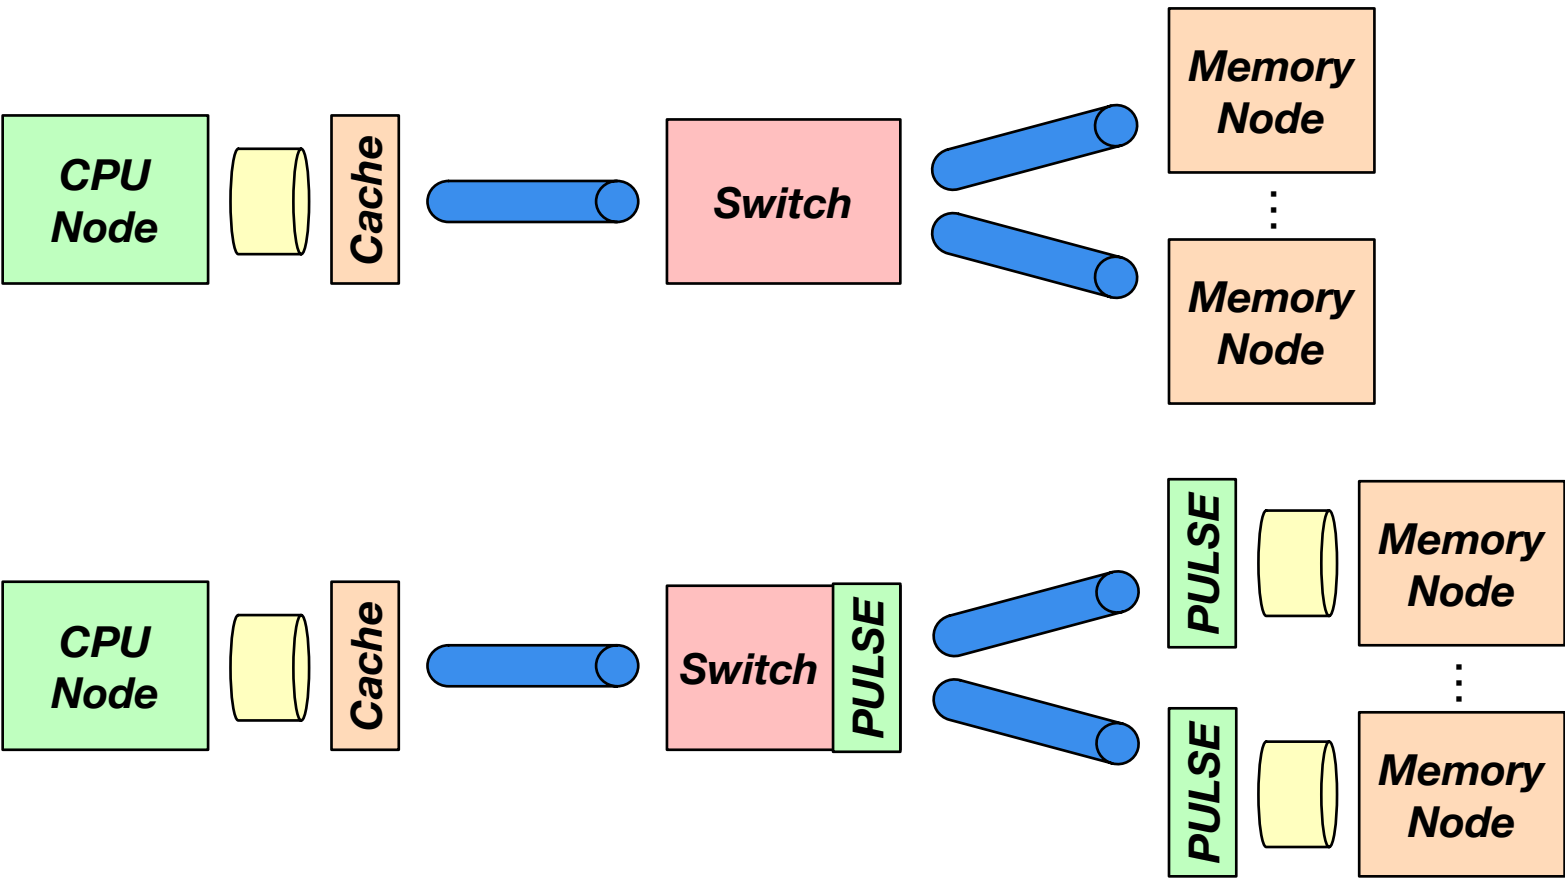 CPU
Node
Cache
Switch
Memory
Node
⋮
Memory
Node
CPU
Node
Cache
Switch
PULSE
PULSE
Memory
Node
⋮
PULSE
Memory
Node